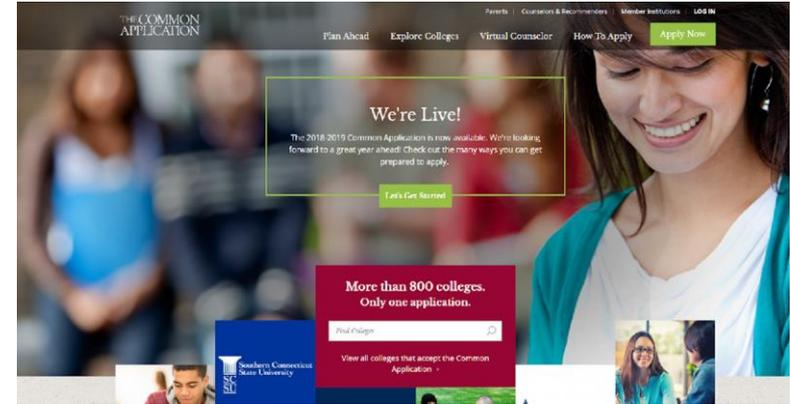 Parents | Counselors & Recommenders | Member Institutions | LOG IN
THE COMMON
APPLICATION
Plan Ahead Explore Colleges Virtual Counselor How To Apply Apply Now
We're Live!
The 2018-2019 Common Application is now available. We're looking
forward to a great year ahead! Check out the many ways you can get
prepared to apply.
Let's Get Started
More than 800 colleges.
Only one application.
Find Colleges
View all colleges that accept the Common
Application ›
Southern Connecticut
State University
SC
SU